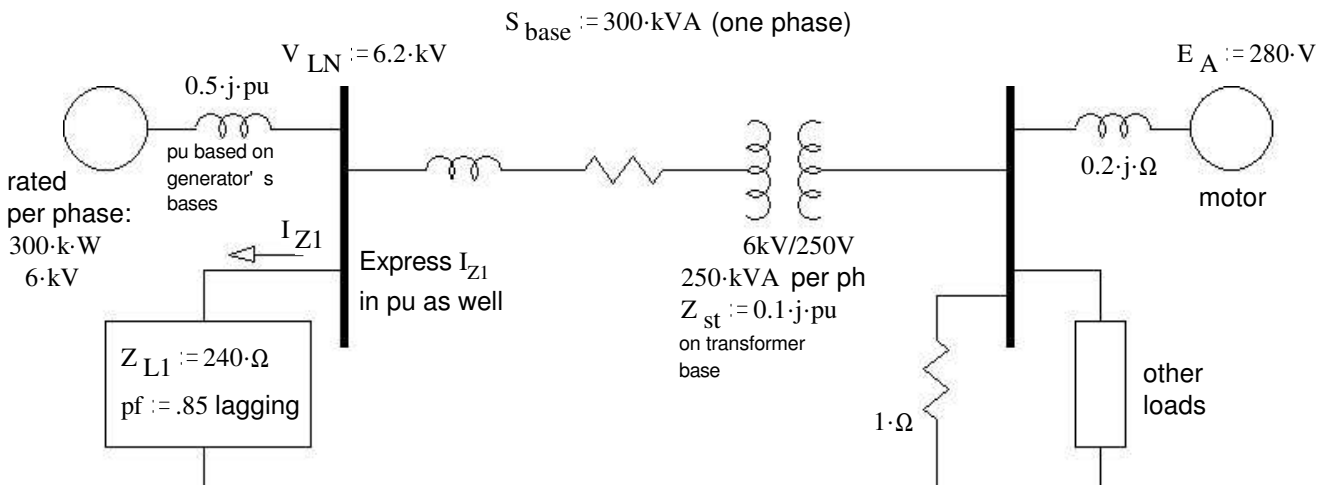 S base := 300·kVA (one phase)
V LN := 6.2·kV
E A := 280·V
0.5·j·pu
pu based on
generator' s
bases
rated
per phase:
300·k·W
6·kV
I Z1
Express I Z1
in pu as well
Z L1 := 240·Ω
pf := .85 lagging
6kV/250V
250·kVA per ph
Z st := 0.1·j·pu
on transformer
base
0.2·j·Ω
motor
1·Ω
other
loads